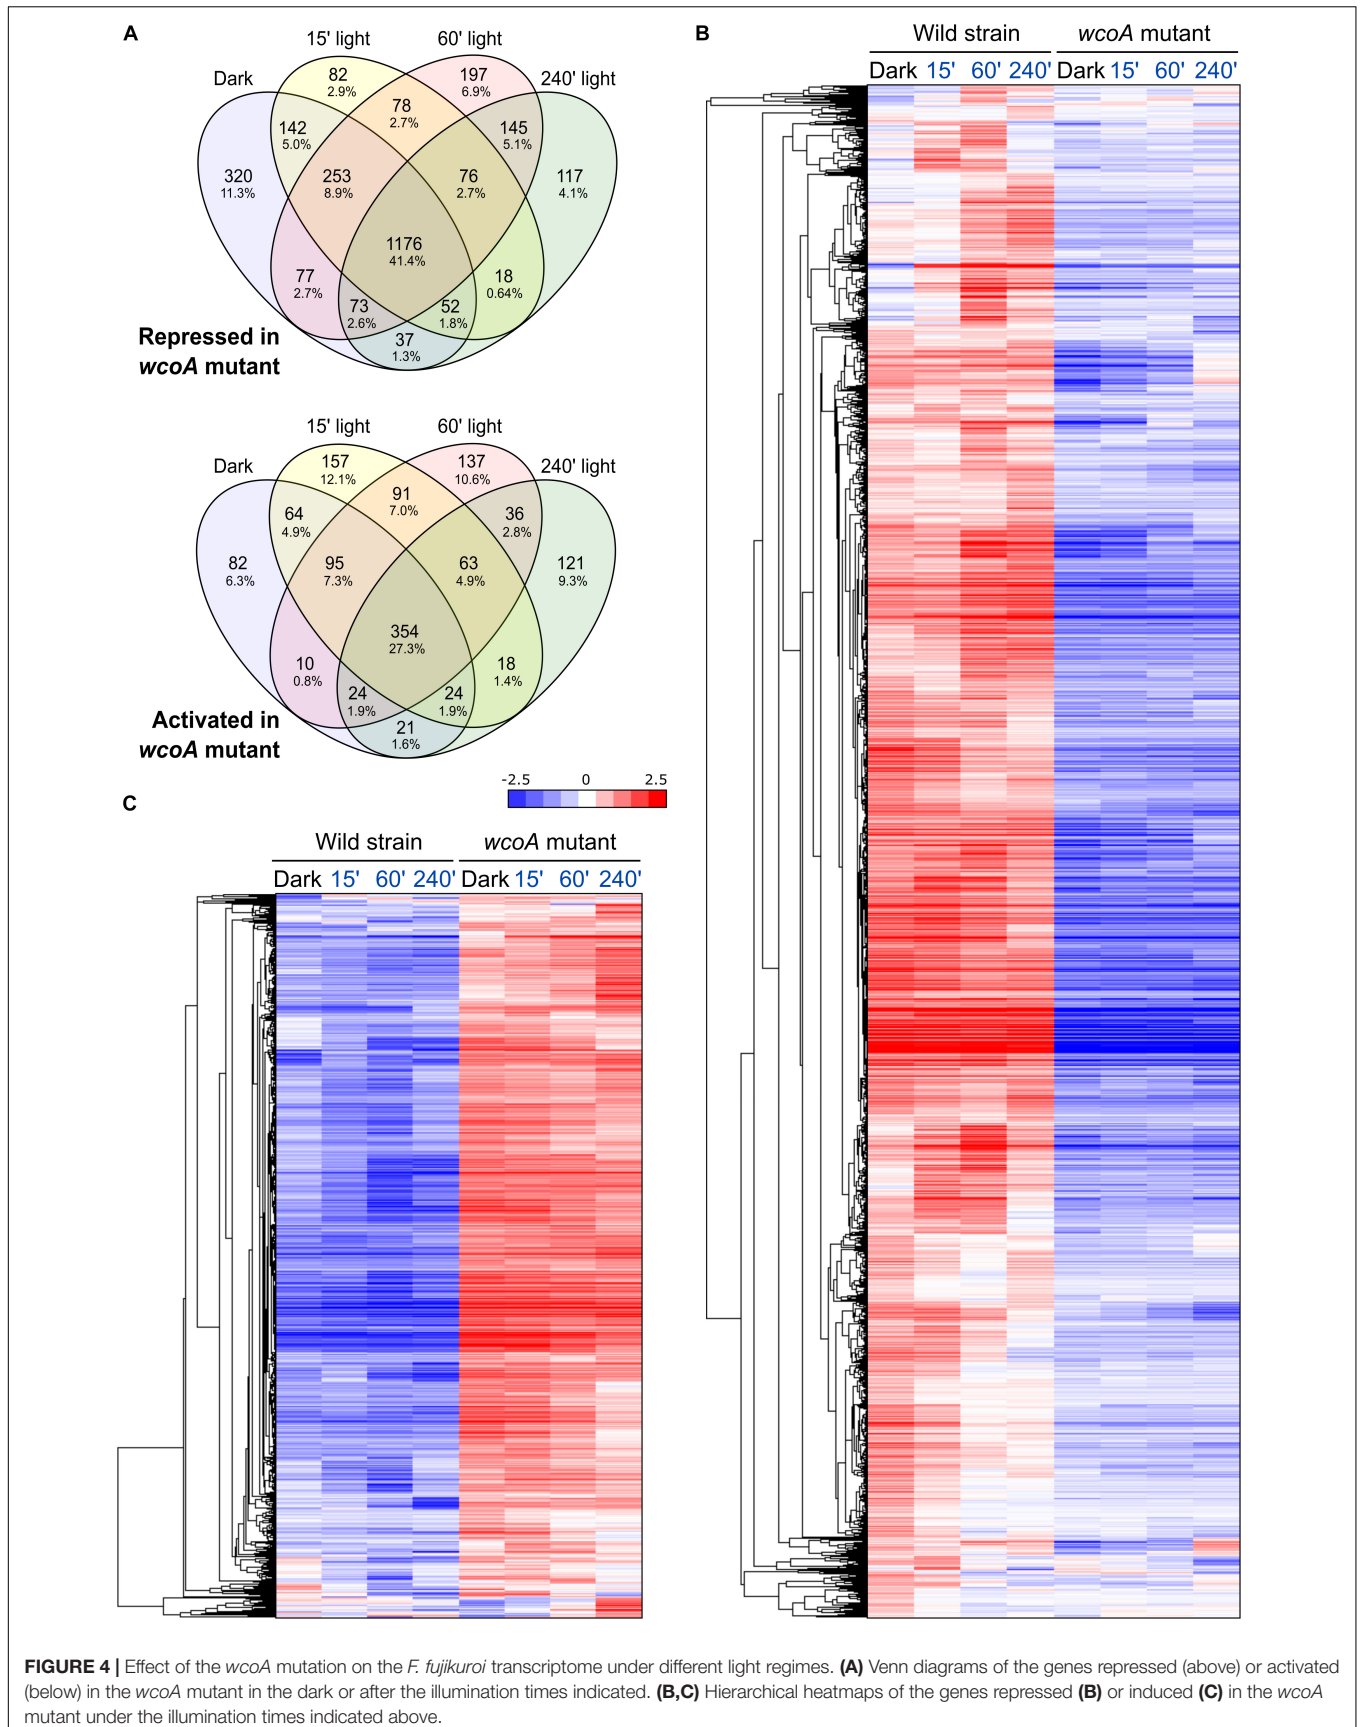 A
15' light
60' light
Dark
240' light
82
2.9%
197
6.9%
78
2.7%
142
5.0%
145
5.1%
320
11.3%
253
8.9%
76
2.7%
117
4.1%
1176
41.4%
77
2.7%
18
0.64%
73
2.6%
52
1.8%
37
1.3%
Repressed in
wcoA mutant
15' light
60' light
Dark
240' light
157
12.1%
137
10.6%
91
7.0%
64
4.9%
36
2.8%
82
6.3%
95
7.3%
63
4.9%
121
9.3%
354
27.3%
10
0.8%
18
1.4%
24
1.9%
24
1.9%
21
1.6%
Activated in
wcoA mutant
-2.5 0 2.5
B
Wild strain wcoA mutant
Dark 15' 60' 240' Dark 15' 60' 240'
C
Wild strain wcoA mutant
Dark 15' 60' 240' Dark 15' 60' 240'
FIGURE 4 | Effect of the wcoA mutation on the F. fujikuroi transcriptome under different light regimes. (A) Venn diagrams of the genes repressed (above) or activated
(below) in the wcoA mutant in the dark or after the illumination times indicated. (B,C) Hierarchical heatmaps of the genes repressed (B) or induced (C) in the wcoA
mutant under the illumination times indicated above.